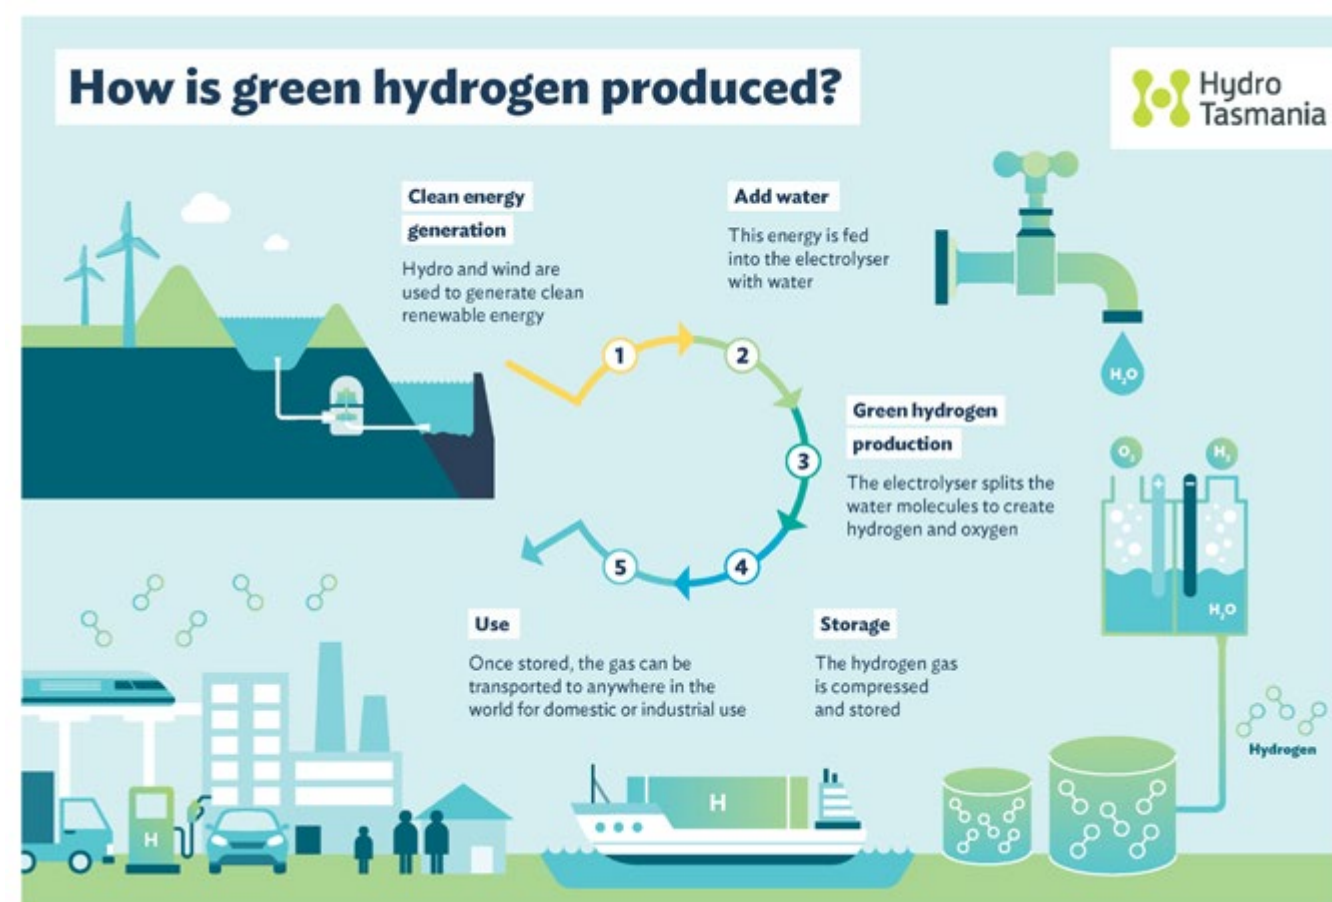 How is green hydrogen produced?
Hydro
Tasmania
Clean energy
generation
Hydro and wind are
used to generate clean
renewable energy
Add water
This energy is fed
into the electrolyser
with water
H₂O
1
2
3
4
5
Green hydrogen
production
The electrolyser splits the
water molecules to create
hydrogen and oxygen
O₂
H₂
+
−
H₂O
Use
Once stored, the gas can be
transported to anywhere in the
world for domestic or industrial use
Storage
The hydrogen gas
is compressed
and stored
Hydrogen
H
H